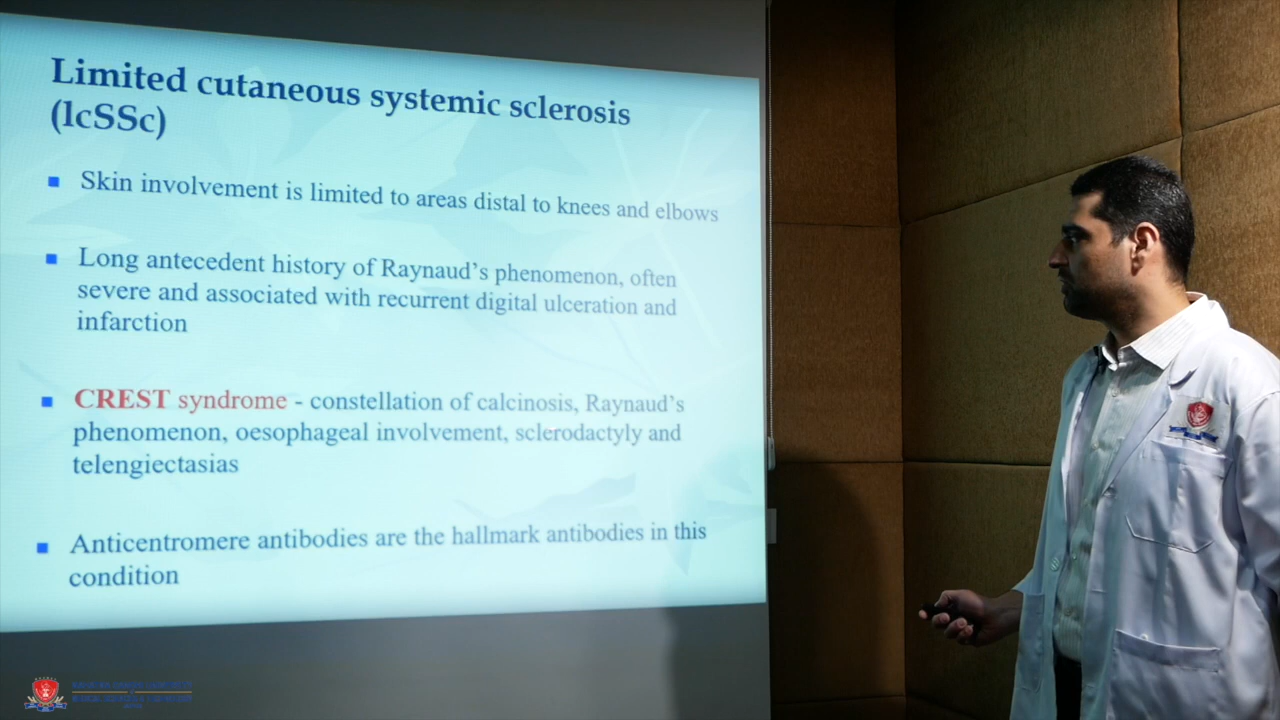 Limited cutaneous systemic sclerosis
(lcSSc)
Skin involvement is limited to areas distal to knees and elbows
Long antecedent history of Raynaud's phenomenon, often
severe and associated with recurrent digital ulceration and
infarction
CREST syndrome - constellation of calcinosis, Raynaud's
phenomenon, oesophageal involvement, sclerodactyly and
telengiectasias
Anticentromere antibodies are the hallmark antibodies in this
condition